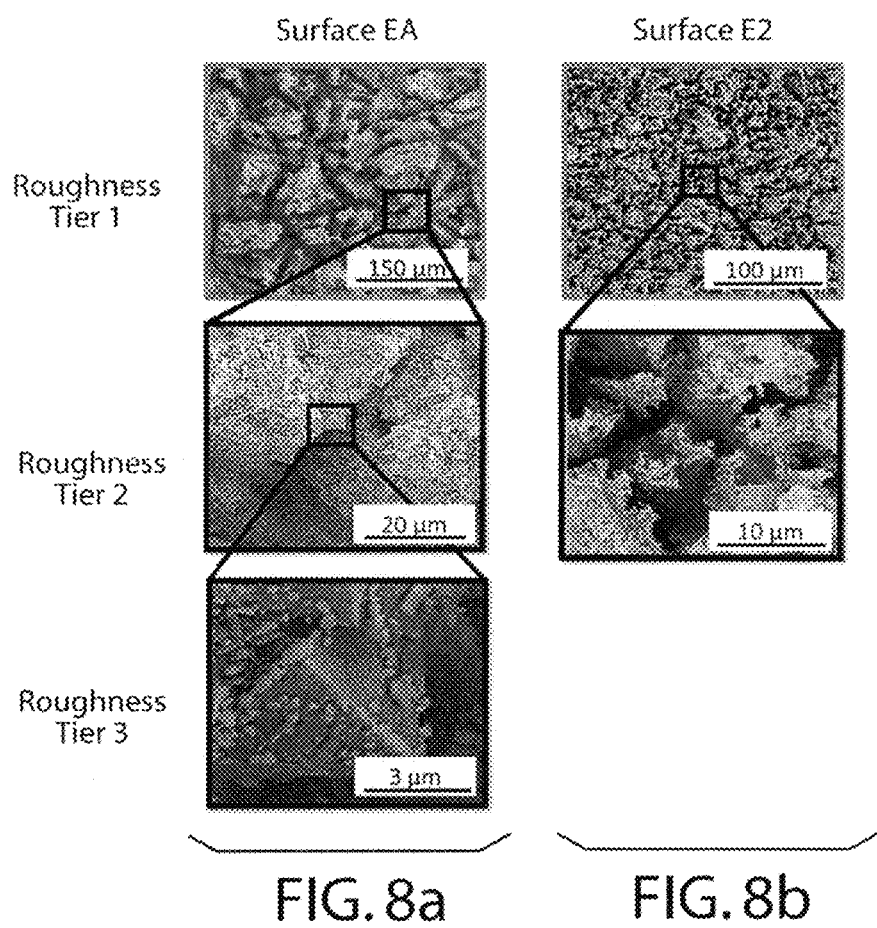 Surface EA
Surface E2
Roughness
Tier 1
150 µm
100 µm
Roughness
Tier 2
20 µm
10 µm
Roughness
Tier 3
3 µm
FIG. 8a
FIG. 8b